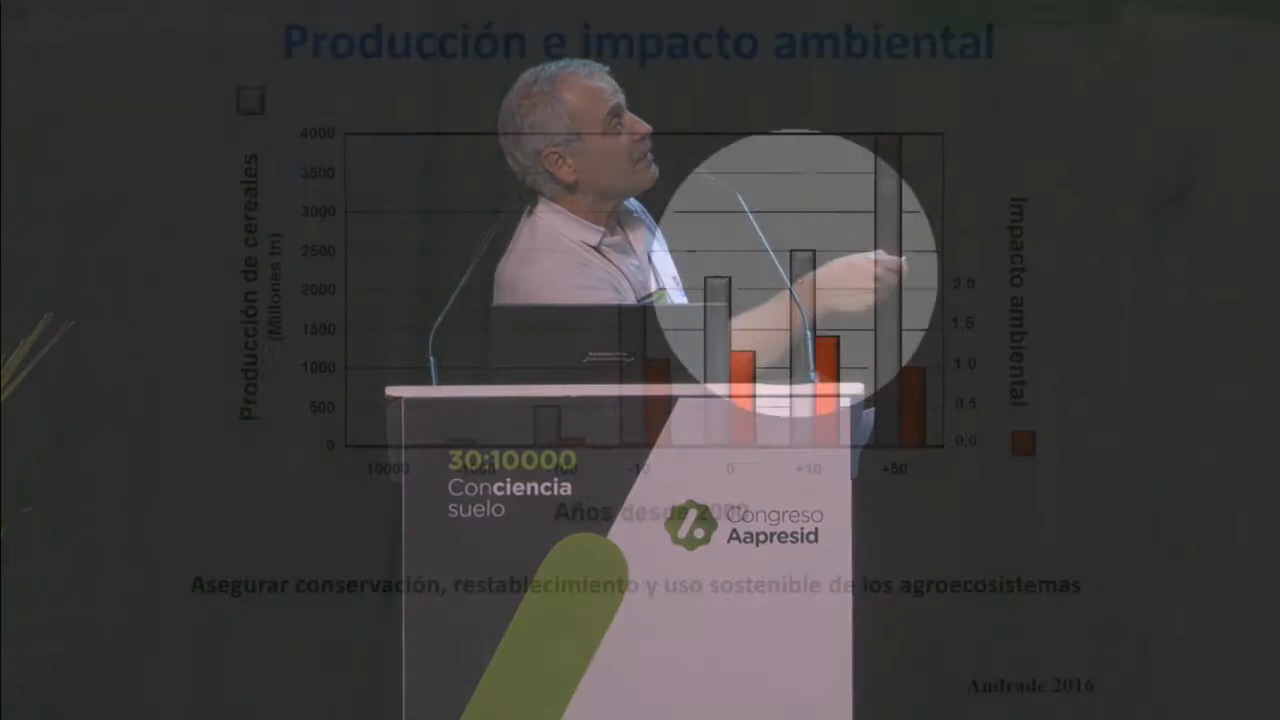 Producción e impacto ambiental
Producción de cereales
(Millones tn)
4000
3500
3000
2500
2000
1500
1000
500
0
Impacto ambiental
2.0
1.5
1.0
0.5
0.0
10000
0
+10
+50
Años desde
30:10000
Conciencia
suelo
Congreso
Aapresid
Asegurar conservación, restablecimiento y uso sostenible de los agroecosistemas
Andrade 2016